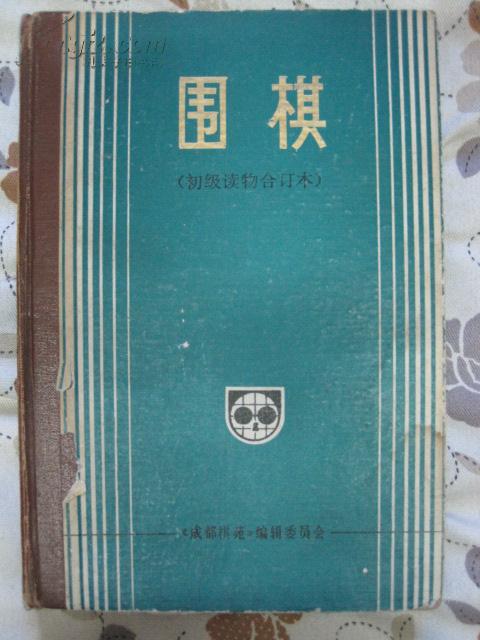 围棋
（初级读物合订本）
《成都棋苑》编辑委员会